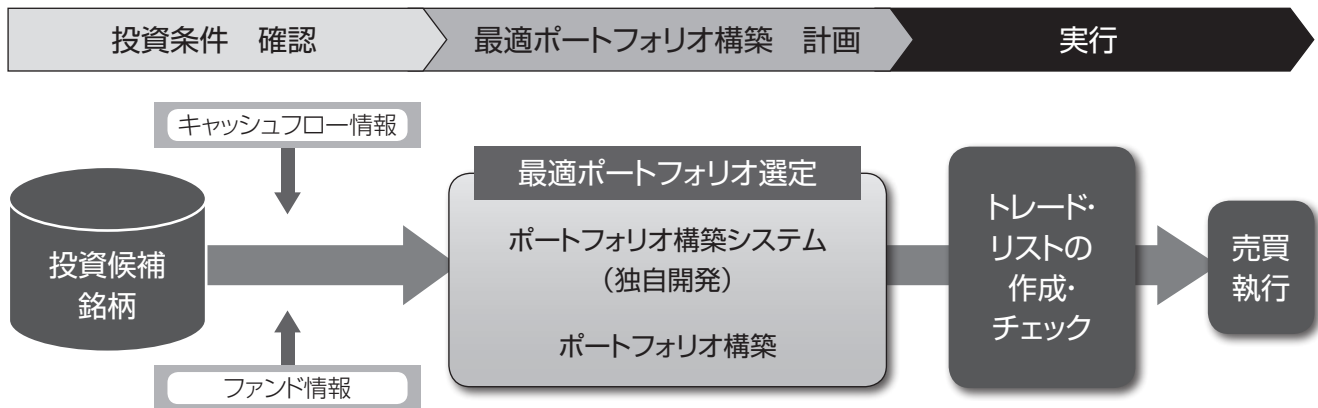 投資条件　確認
最適ポートフォリオ構築　計画
実行
キャッシュフロー情報
投資候補
銘柄
ファンド情報
最適ポートフォリオ選定
ポートフォリオ構築システム
（独自開発）
ポートフォリオ構築
トレード・
リストの
作成・
チェック
売買
執行